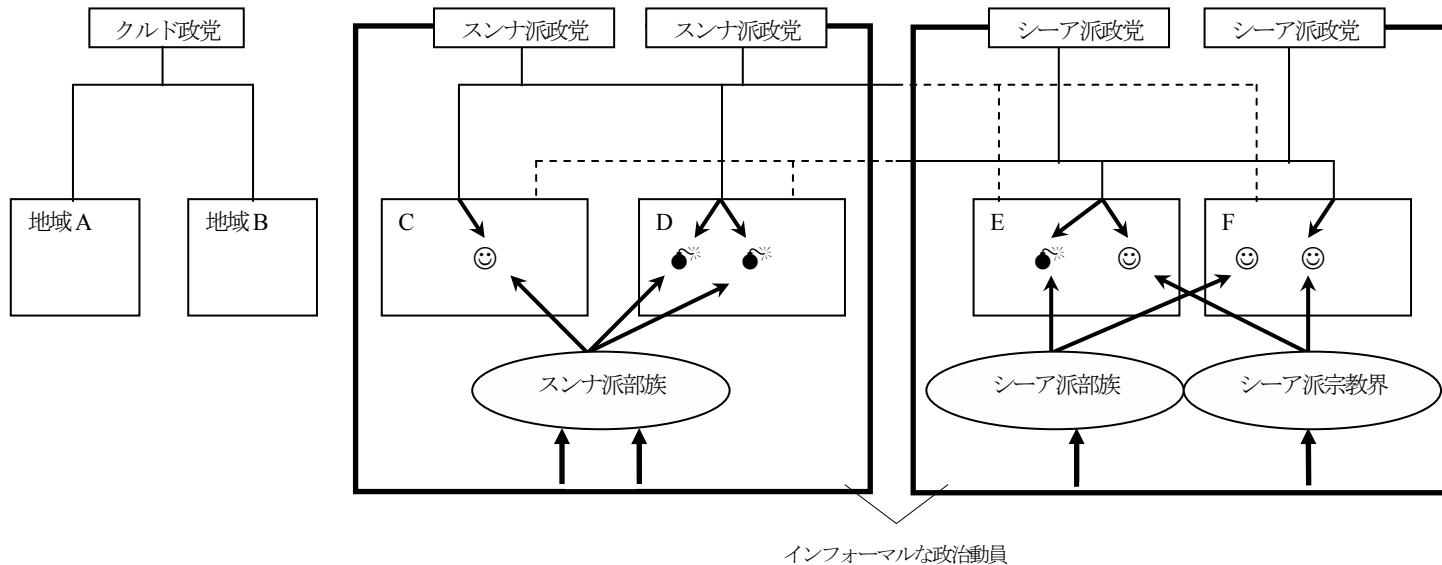 クルド政党
スンナ派政党
スンナ派政党
シーア派政党
シーア派政党
地域A
地域B
C
D
E
F
スンナ派部族
シーア派部族
シーア派宗教界
インフォーマルな政治動員